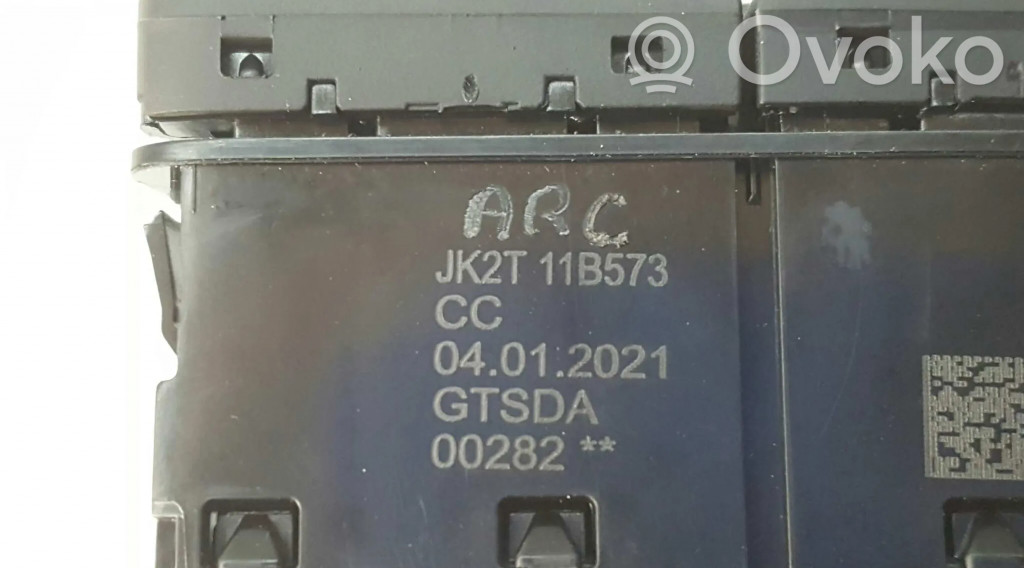 Ovoko
ARC
JK2T 11B573
CC
04.01.2021
GTSDA
00282 **